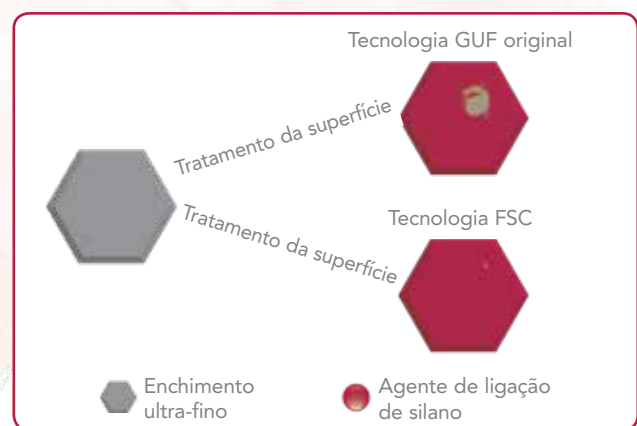 Tecnologia GUF original
Tratamento da superfície
Tratamento da superfície
Tecnologia FSC
Enchimento
ultra-fino
Agente de ligação
de silano